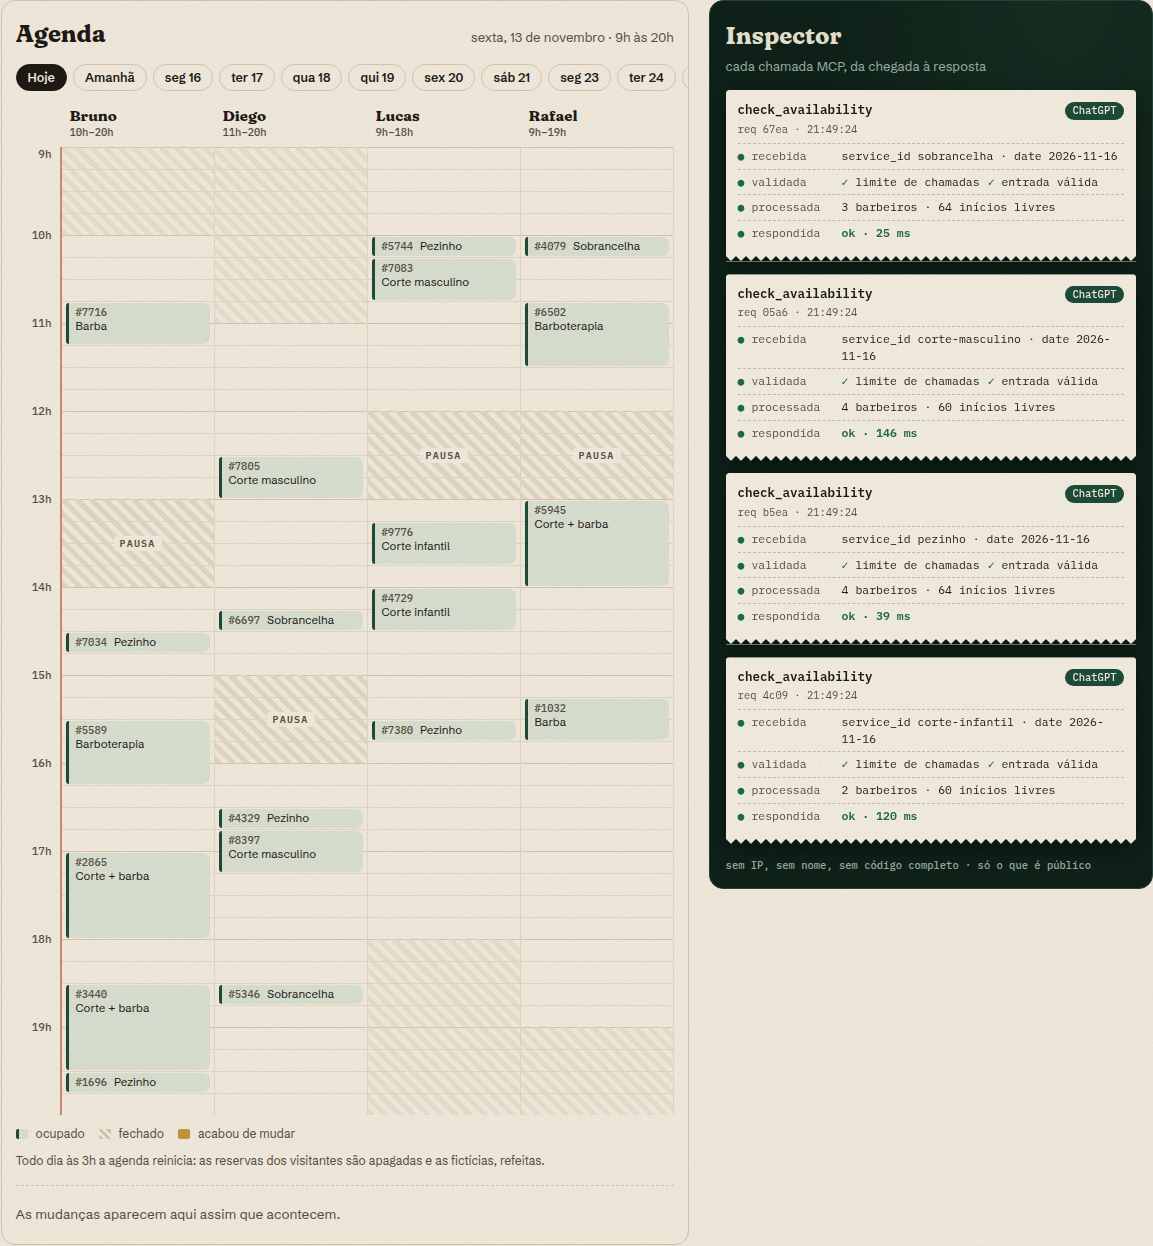 Agenda
sexta, 13 de novembro · 9h às 20h
Hoje
Amanhã
seg 16
ter 17
qua 18
qui 19
sex 20
sáb 21
seg 23
ter 24
Bruno
10h–20h
Diego
11h–20h
Lucas
9h–18h
Rafael
9h–19h
9h
10h
#5744 Pezinho
#4079 Sobrancelha
#7083
Corte masculino
#7716
Barba
#6502
Barboterapia
11h
12h
PAUSA
PAUSA
#7805
Corte masculino
13h
#5945
Corte + barba
PAUSA
#9776
Corte infantil
14h
#4729
Corte infantil
#6697 Sobrancelha
#7034 Pezinho
15h
PAUSA
#1032
Barba
#5589
Barboterapia
#7380 Pezinho
16h
#4329 Pezinho
#8397
Corte masculino
17h
#2865
Corte + barba
18h
#3440
Corte + barba
#5346 Sobrancelha
19h
#1696 Pezinho
ocupado
fechado
acabou de mudar
Todo dia às 3h a agenda reinicia: as reservas dos visitantes são apagadas e as fictícias, refeitas.
As mudanças aparecem aqui assim que acontecem.
Inspector
cada chamada MCP, da chegada à resposta
check_availability
ChatGPT
req 67ea · 21:49:24
● recebida service_id sobrancelha · date 2026-11-16
● validada ✓ limite de chamadas ✓ entrada válida
● processada 3 barbeiros · 64 inícios livres
● respondida ok · 25 ms
check_availability
ChatGPT
req 05a6 · 21:49:24
● recebida service_id corte-masculino · date 2026-
11-16
● validada ✓ limite de chamadas ✓ entrada válida
● processada 4 barbeiros · 60 inícios livres
● respondida ok · 146 ms
check_availability
ChatGPT
req b5ea · 21:49:24
● recebida service_id pezinho · date 2026-11-16
● validada ✓ limite de chamadas ✓ entrada válida
● processada 4 barbeiros · 64 inícios livres
● respondida ok · 39 ms
check_availability
ChatGPT
req 4c09 · 21:49:24
● recebida service_id corte-infantil · date 2026-
11-16
● validada ✓ limite de chamadas ✓ entrada válida
● processada 2 barbeiros · 60 inícios livres
● respondida ok · 120 ms
sem IP, sem nome, sem código completo · só o que é público